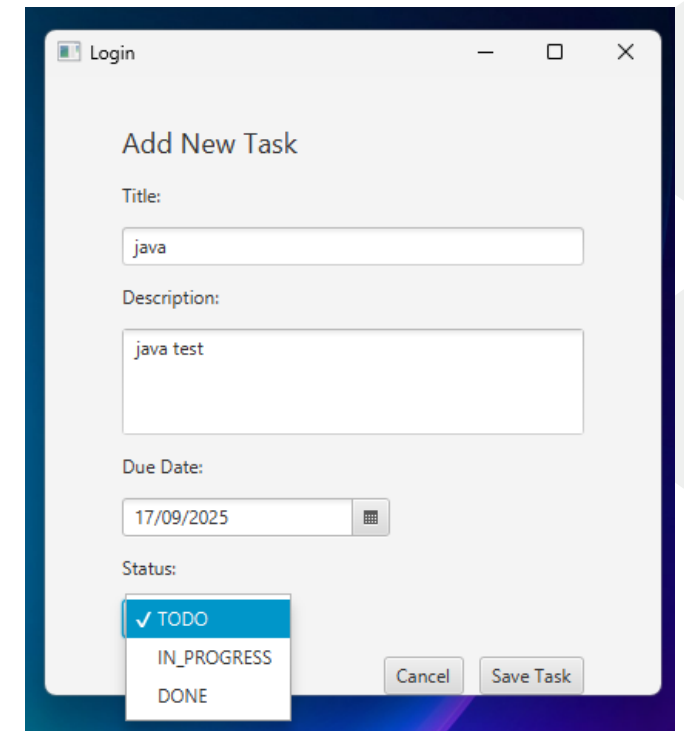 Login
Add New Task
Title:
java
Description:
java test
Due Date:
17/09/2025
Status:
TODO
IN_PROGRESS
DONE
Cancel Save Task